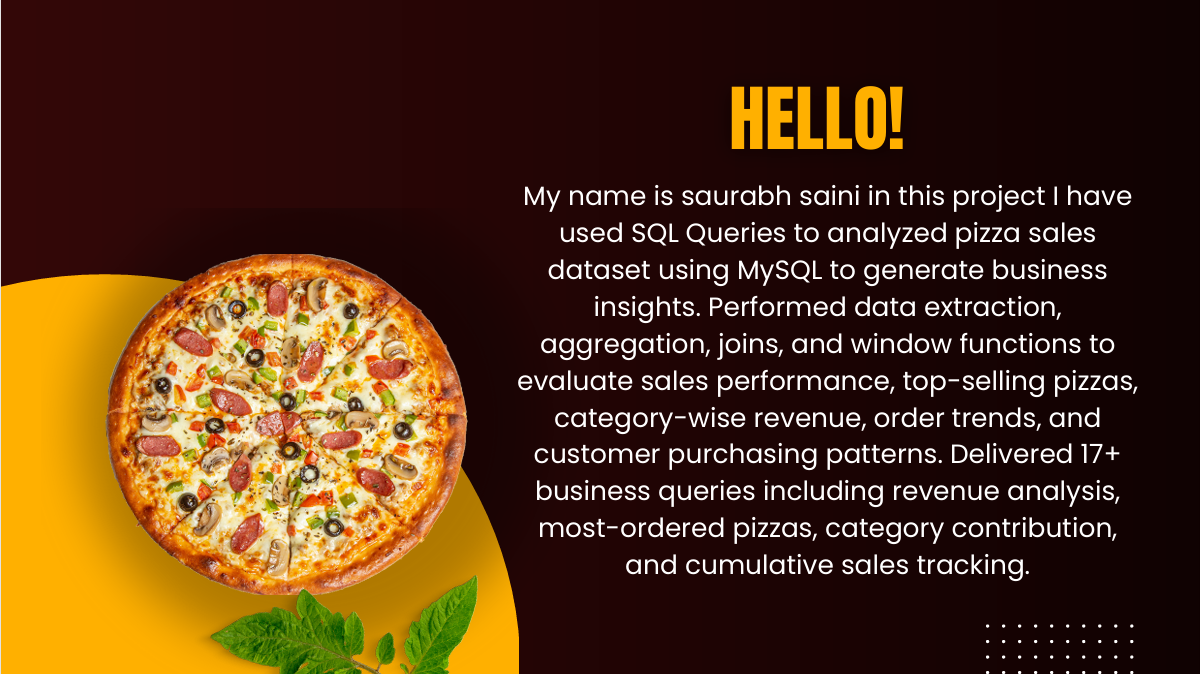 HELLO!
My name is saurabh saini in this project I have
used SQL Queries to analyzed pizza sales
dataset using MySQL to generate business
insights. Performed data extraction,
aggregation, joins, and window functions to
evaluate sales performance, top-selling pizzas,
category-wise revenue, order trends, and
customer purchasing patterns. Delivered 17+
business queries including revenue analysis,
most-ordered pizzas, category contribution,
and cumulative sales tracking.